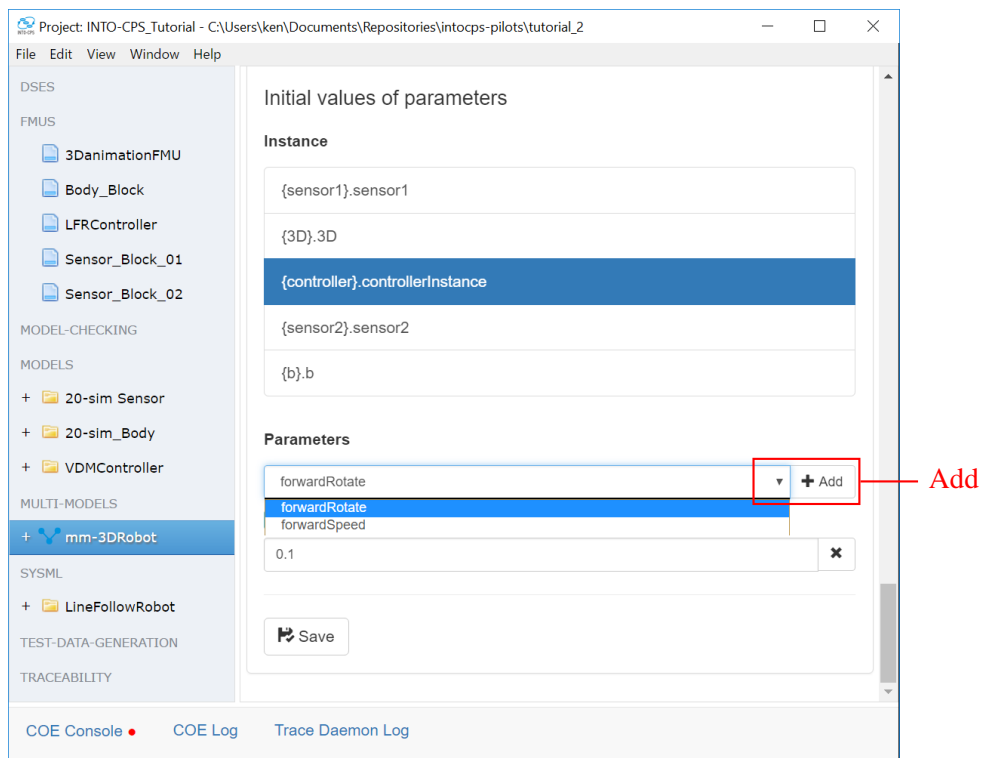 Project: INTO-CPS_Tutorial - C:\Users\ken\Documents\Repositories\intocps-pilots\tutorial_2
File Edit View Window Help
DSES
FMUS
3DanimationFMU
Body_Block
LFRController
Sensor_Block_01
Sensor_Block_02
MODEL-CHECKING
MODELS
+ 20-sim Sensor
+ 20-sim_Body
+ VDMController
MULTI-MODELS
+ mm-3DRobot
SYSML
+ LineFollowRobot
TEST-DATA-GENERATION
TRACEABILITY
Initial values of parameters
Instance
{sensor1}.sensor1
{3D}.3D
{controller}.controllerInstance
{sensor2}.sensor2
{b}.b
Parameters
forwardRotate
+ Add
forwardRotate
forwardSpeed
0.1
Save
Add
COE Console COE Log Trace Daemon Log